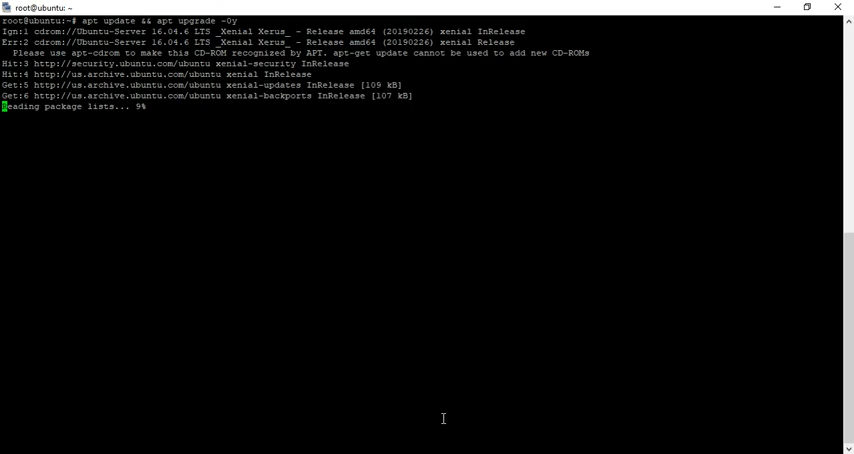 root@ubuntu: ~
root@ubuntu:~# apt update && apt upgrade -0y
Ign:1 cdrom://Ubuntu-Server 16.04.6 LTS _Xenial Xerus_ - Release amd64 (20190226) xenial InRelease
Err:2 cdrom://Ubuntu-Server 16.04.6 LTS _Xenial Xerus_ - Release amd64 (20190226) xenial Release
  Please use apt-cdrom to make this CD-ROM recognized by APT. apt-get update cannot be used to add new CD-ROMs
Hit:3 http://security.ubuntu.com/ubuntu xenial-security InRelease
Hit:4 http://us.archive.ubuntu.com/ubuntu xenial InRelease
Get:5 http://us.archive.ubuntu.com/ubuntu xenial-updates InRelease [109 kB]
Get:6 http://us.archive.ubuntu.com/ubuntu xenial-backports InRelease [107 kB]
Reading package lists... 9%